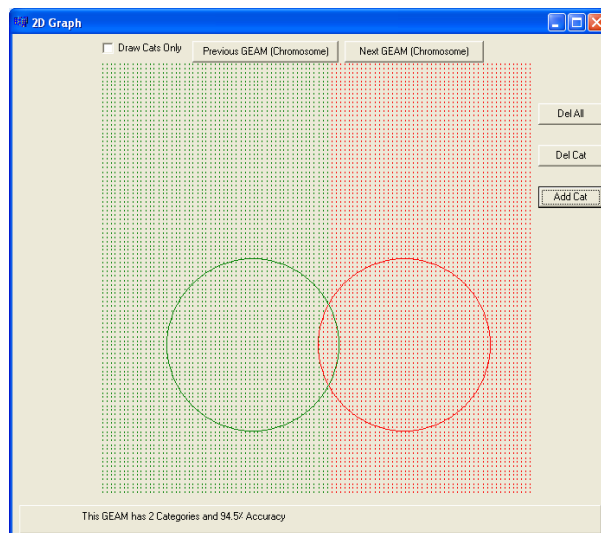 2D Graph
Draw Cats Only
Previous GEAM (Chromosome)
Next GEAM (Chromosome)
Del All
Del Cat
Add Cat
This GEAM has 2 Categories and 94.5% Accuracy